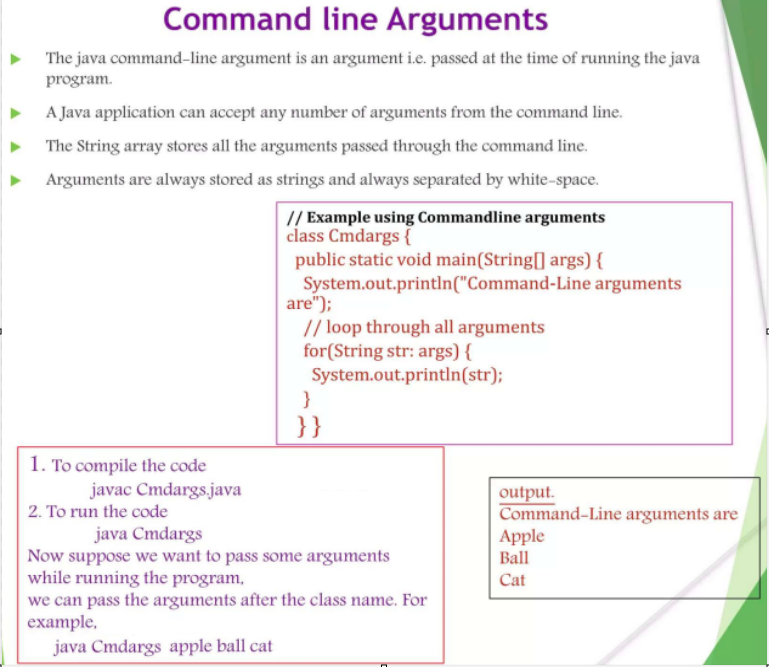 Command line Arguments
The java command-line argument is an argument i.e. passed at the time of running the java
program.
A Java application can accept any number of arguments from the command line.
The String array stores all the arguments passed through the command line.
Arguments are always stored as strings and always separated by white-space.
// Example using Commandline arguments
class Cmdargs {
public static void main(String[] args) {
System.out.println("Command-Line arguments
are");
// loop through all arguments
for(String str: args) {
System.out.println(str);
}
}}
1. To compile the code
javac Cmdargs.java
2. To run the code
java Cmdargs
Now suppose we want to pass some arguments
while running the program,
we can pass the arguments after the class name. For
example,
java Cmdargs apple ball cat
output.
Command-Line arguments are
Apple
Ball
Cat